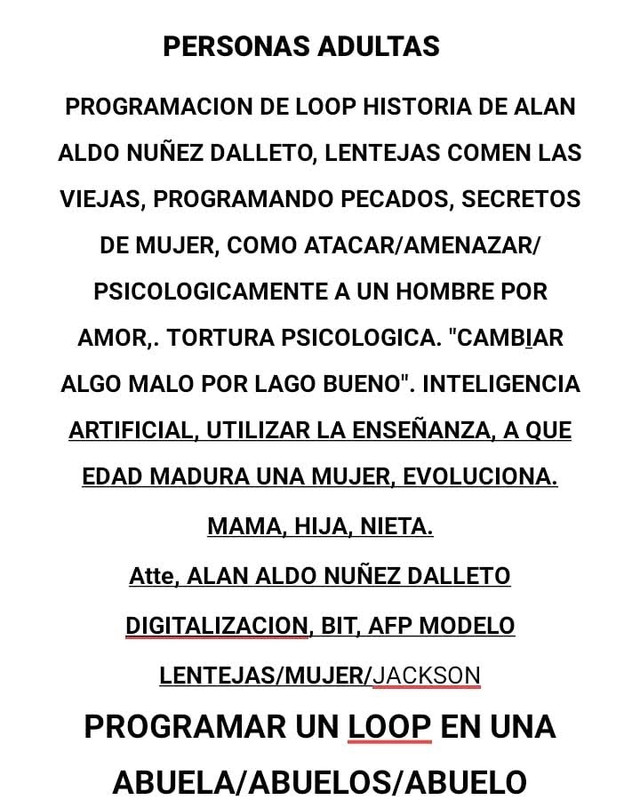 PERSONAS ADULTAS
PROGRAMACION DE LOOP HISTORIA DE ALAN
ALDO NUÑEZ DALLETO, LENTEJAS COMEN LAS
VIEJAS, PROGRAMANDO PECADOS, SECRETOS
DE MUJER, COMO ATACAR/AMENAZAR/
PSICOLOGICAMENTE A UN HOMBRE POR
AMOR,. TORTURA PSICOLOGICA. "CAMBIAR
ALGO MALO POR LAGO BUENO". INTELIGENCIA
ARTIFICIAL, UTILIZAR LA ENSEÑANZA, A QUE
EDAD MADURA UNA MUJER, EVOLUCIONA.
MAMA, HIJA, NIETA.
Atte, ALAN ALDO NUÑEZ DALLETO
DIGITALIZACION, BIT, AFP MODELO
LENTEJAS/MUJER/JACKSON
PROGRAMAR UN LOOP EN UNA
ABUELA/ABUELOS/ABUELO